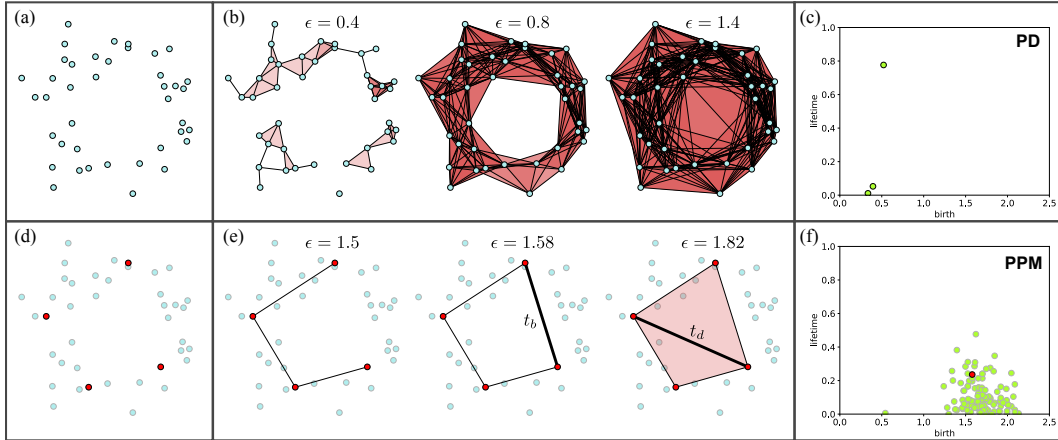 (a)
(b)
ϵ = 0.4
ϵ = 0.8
ϵ = 1.4
(c)
PD
1.0
0.8
0.6
0.4
0.2
0.0
lifetime
0.0 0.5 1.0 1.5 2.0 2.5
birth
(d)
(e)
ϵ = 1.5
ϵ = 1.58
t_b
ϵ = 1.82
t_d
(f)
PPM
1.0
0.8
0.6
0.4
0.2
0.0
lifetime
0.0 0.5 1.0 1.5 2.0 2.5
birth